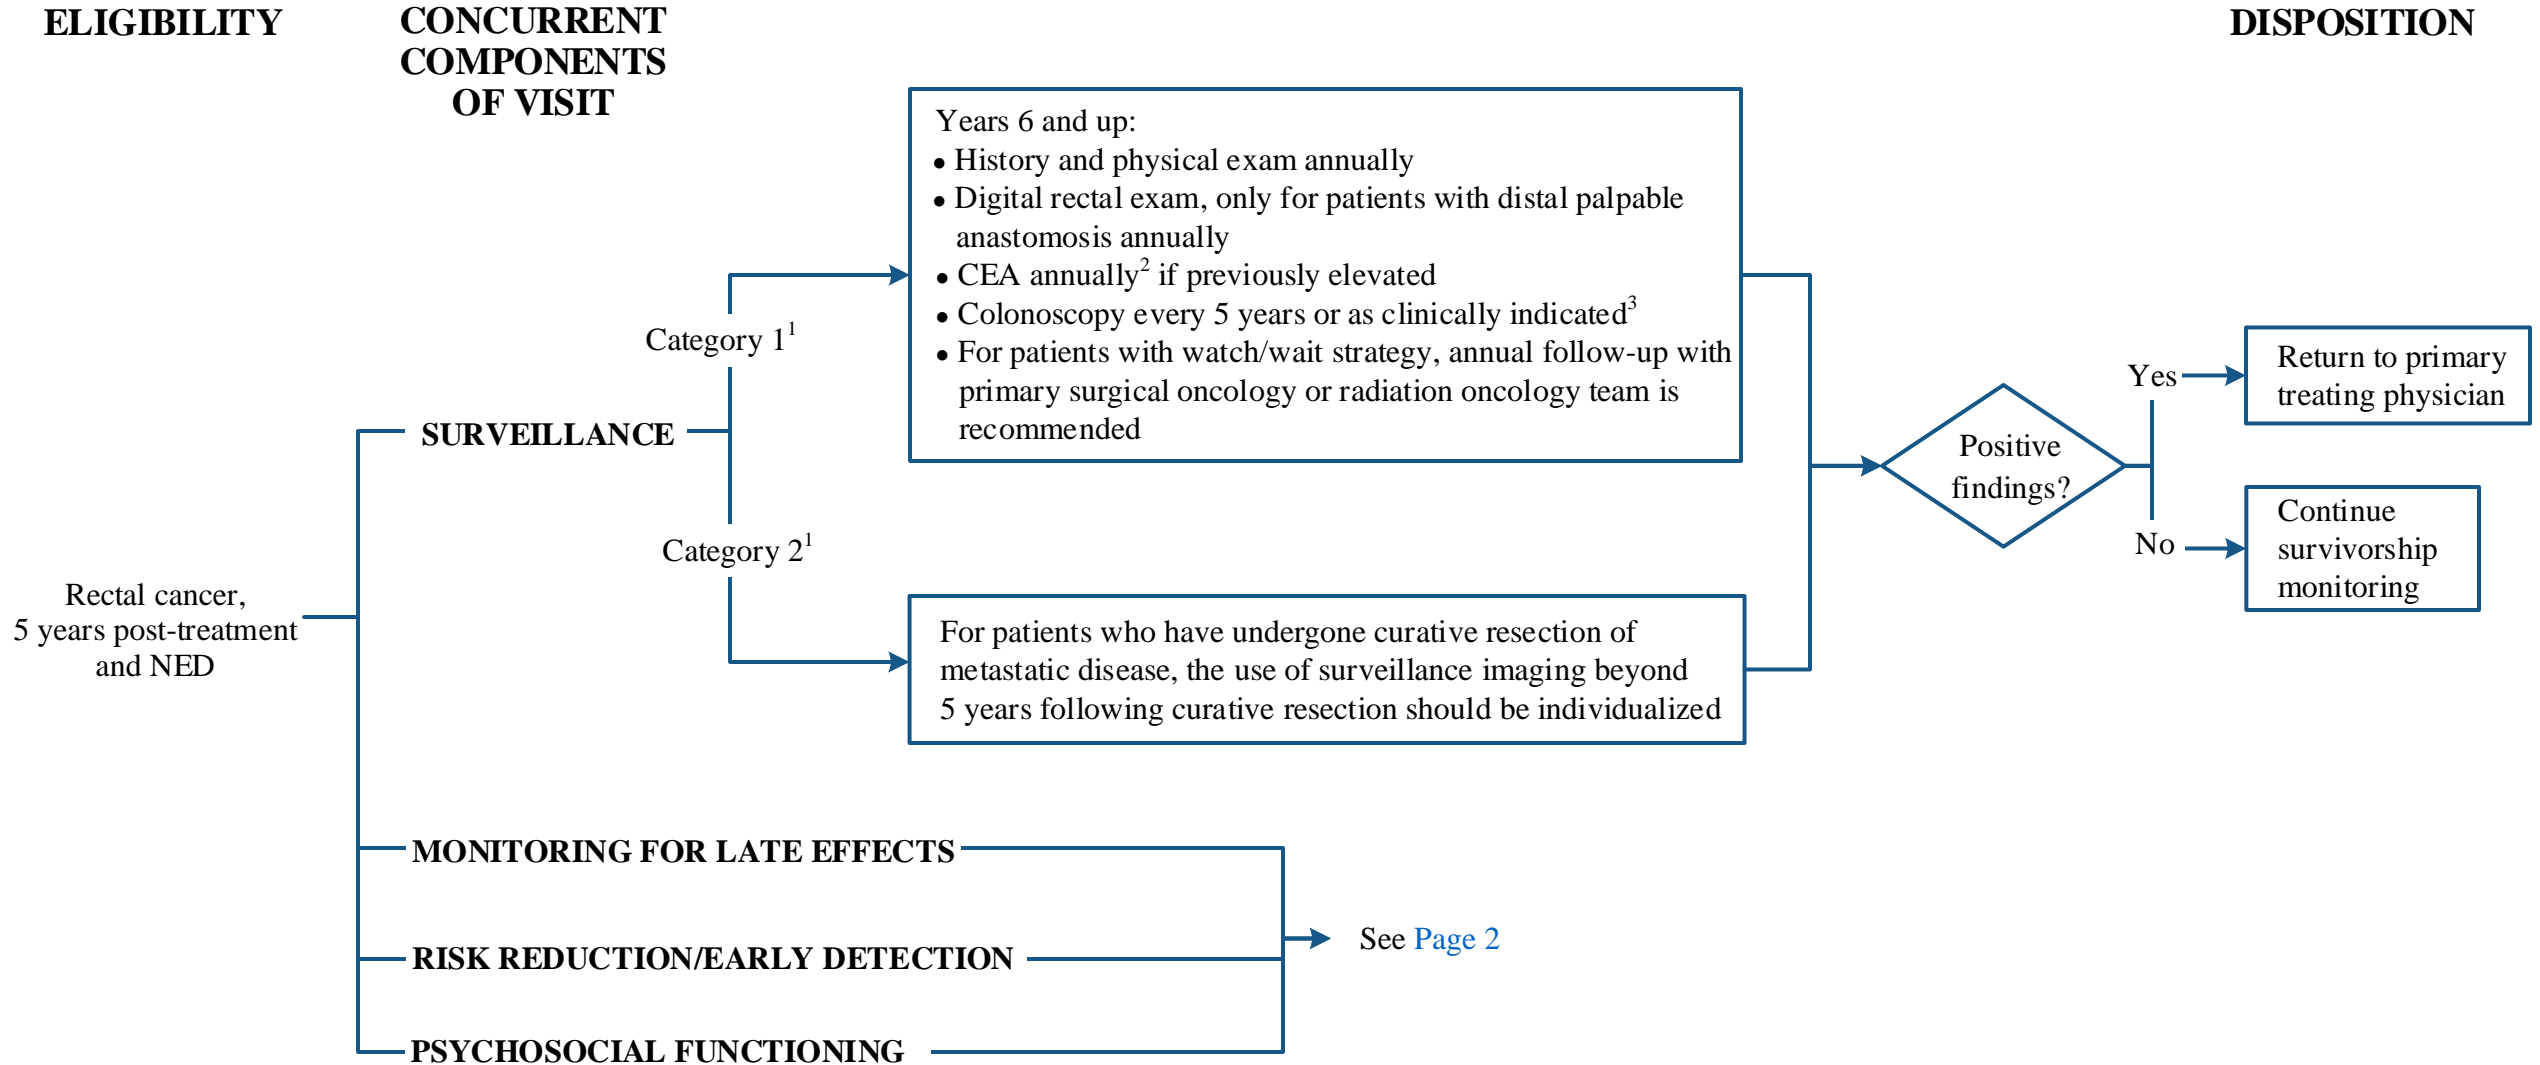 ELIGIBILITY
CONCURRENT
COMPONENTS
OF VISIT
DISPOSITION
Rectal cancer,
5 years post-treatment
and NED
SURVEILLANCE
Category 1¹
Years 6 and up:
● History and physical exam annually
● Digital rectal exam, only for patients with distal palpable
anastomosis annually
● CEA annually² if previously elevated
● Colonoscopy every 5 years or as clinically indicated³
● For patients with watch/wait strategy, annual follow-up with
primary surgical oncology or radiation oncology team is
recommended
Category 2¹
For patients who have undergone curative resection of
metastatic disease, the use of surveillance imaging beyond
5 years following curative resection should be individualized
Positive
findings?
Yes
Return to primary
treating physician
No
Continue
survivorship
monitoring
MONITORING FOR LATE EFFECTS
RISK REDUCTION/EARLY DETECTION
PSYCHOSOCIAL FUNCTIONING
See Page 2